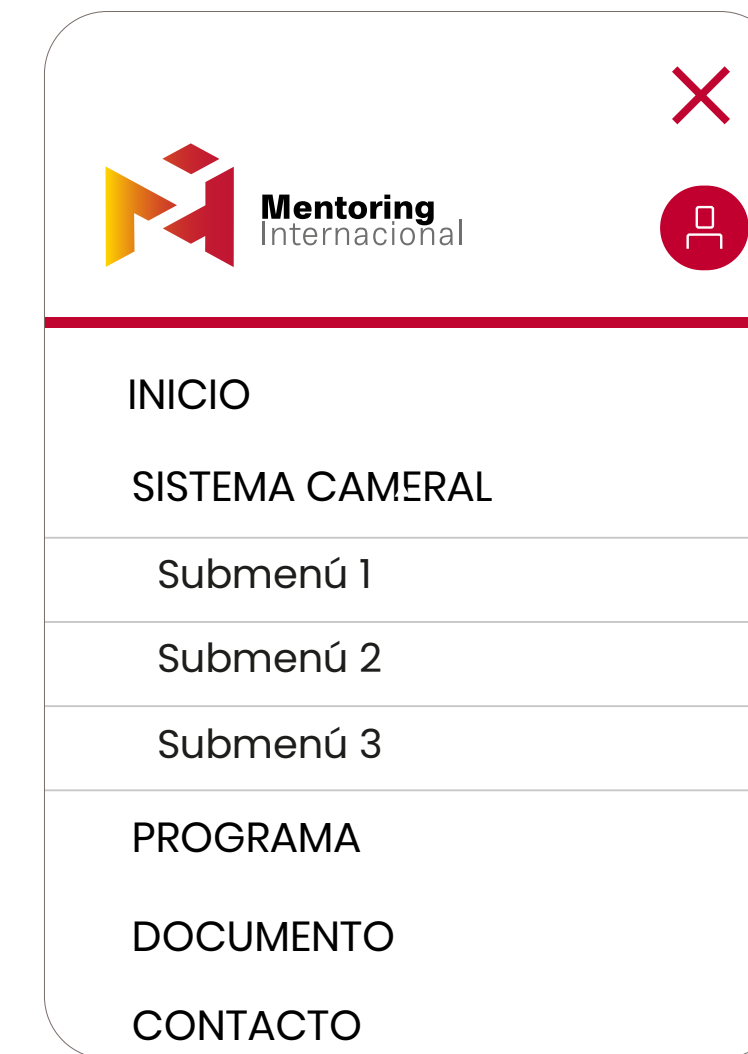 Mentoring
Internacional
INICIO
SISTEMA CAMERAL
Submenú 1
Submenú 2
Submenú 3
PROGRAMA
DOCUMENTO
CONTACTO